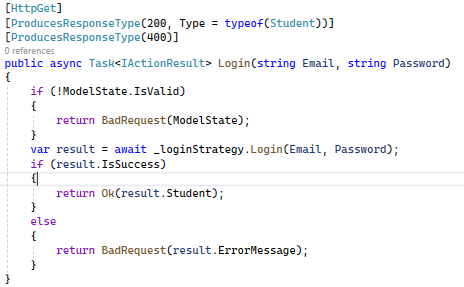 [HttpGet]
[ProducesResponseType(200, Type = typeof(Student))]
[ProducesResponseType(400)]
0 references
public async Task<IActionResult> Login(string Email, string Password)
{
    if (!ModelState.IsValid)
    {
        return BadRequest(ModelState);
    }
    var result = await _loginStrategy.Login(Email, Password);
    if (result.IsSuccess)
    {
        return Ok(result.Student);
    }
    else
    {
        return BadRequest(result.ErrorMessage);
    }
}